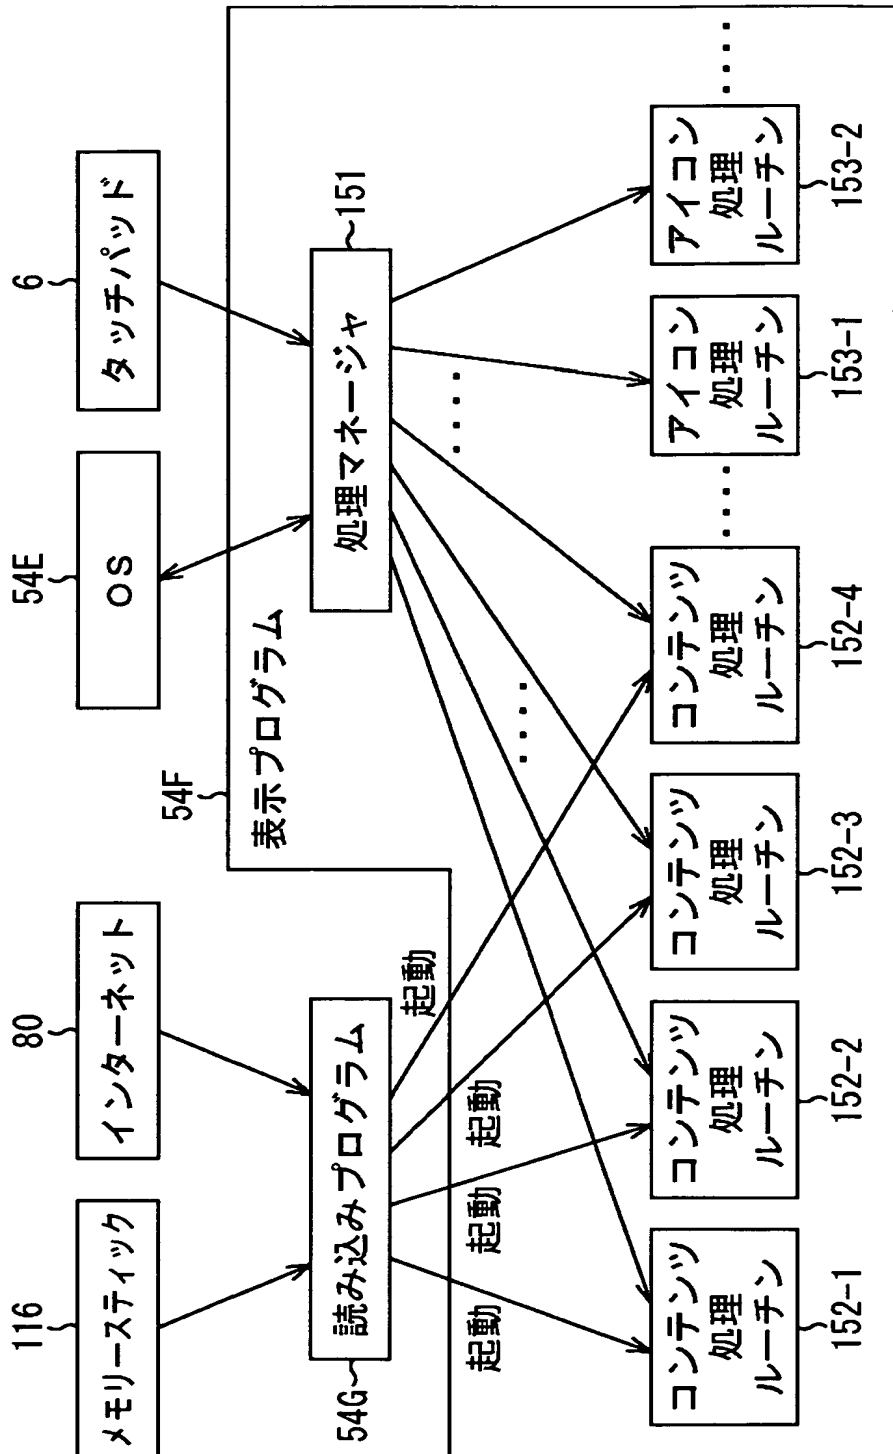 116
メモリースティック
80
インターネット
54E
OS
6
タッチパッド
54F
表示プログラム
54G
読み込みプログラム
処理マネージャ
151
起動
起動
起動
起動
‥‥
‥‥
コンテンツ
処理
ルーチン
152-1
コンテンツ
処理
ルーチン
152-2
コンテンツ
処理
ルーチン
152-3
コンテンツ
処理
ルーチン
152-4
‥‥
アイコン
処理
ルーチン
153-1
アイコン
処理
ルーチン
153-2
‥‥